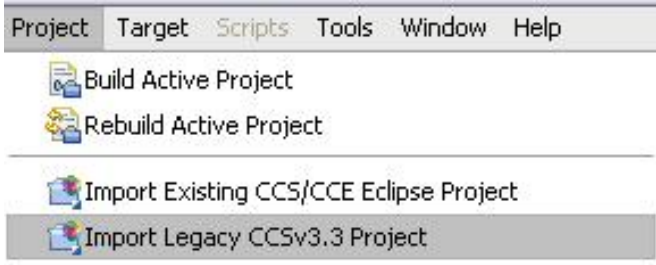 Project Target Scripts Tools Window Help
Build Active Project
Rebuild Active Project
Import Existing CCS/CCE Eclipse Project
Import Legacy CCSv3.3 Project